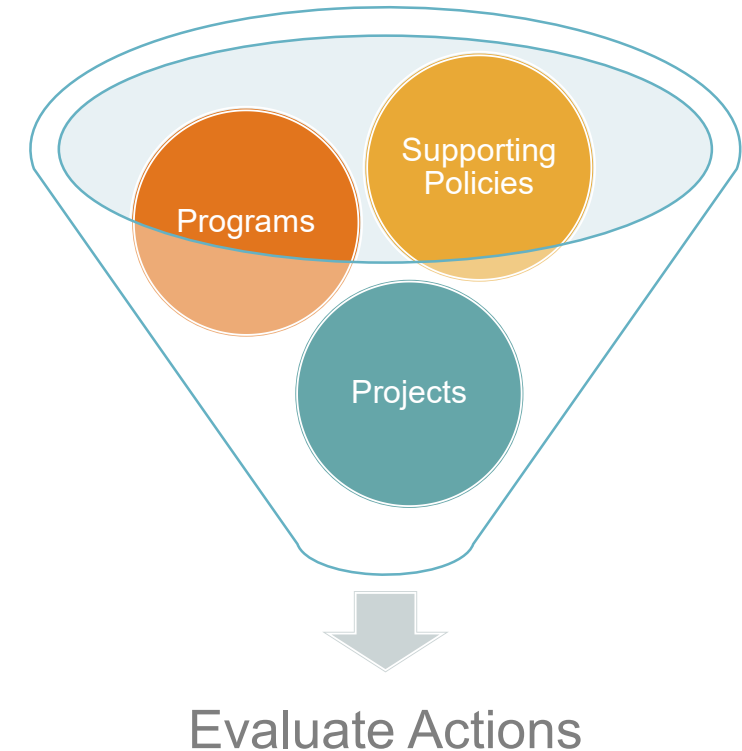 Supporting
Policies
Programs
Projects
Evaluate Actions